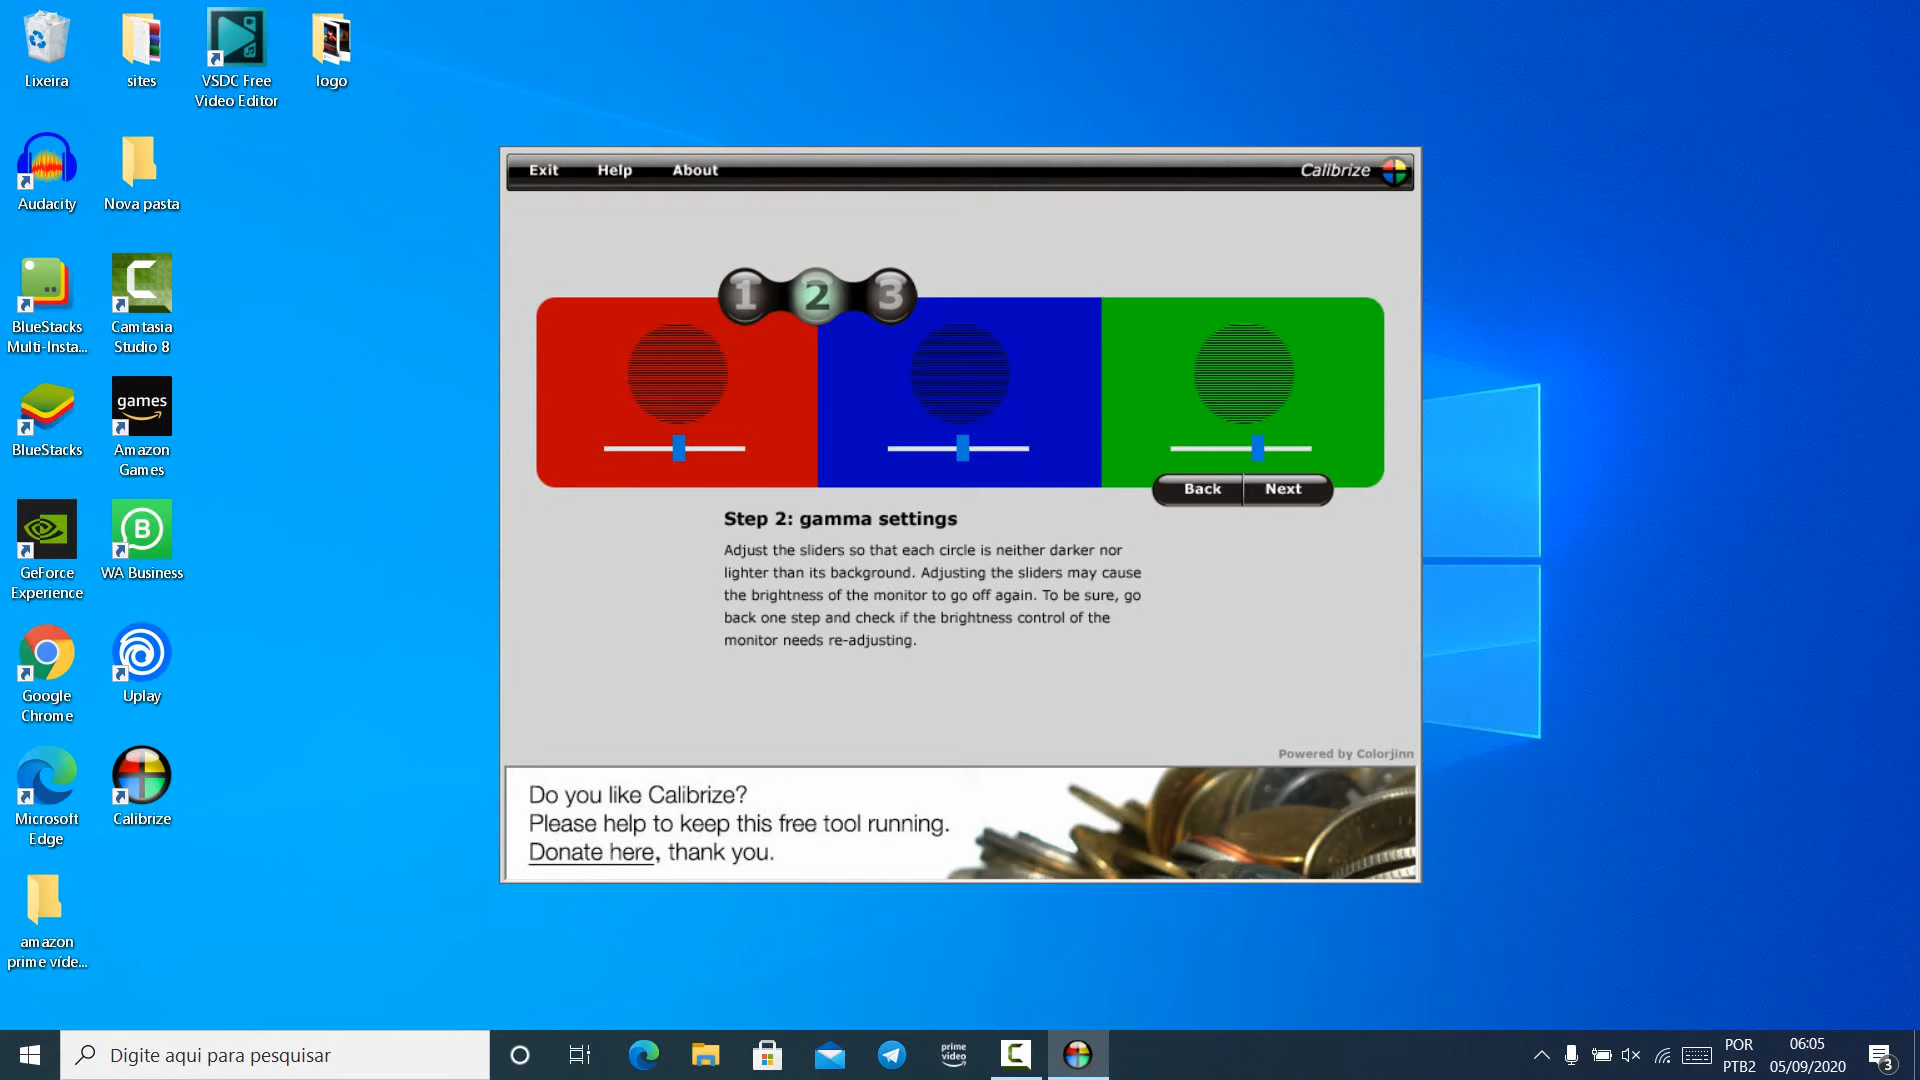 Lixeira
sites
VSDC Free
Video Editor
logo
Audacity
Nova pasta
BlueStacks
Multi-Insta...
Camtasia
Studio 8
BlueStacks
games
Amazon
Games
GeForce
Experience
WA Business
Google
Chrome
Uplay
Microsoft
Edge
Calibrize
amazon
prime víde...
Exit Help About Calibrize
1 2 3
Back Next
Step 2: gamma settings
Adjust the sliders so that each circle is neither darker nor
lighter than its background. Adjusting the sliders may cause
the brightness of the monitor to go off again. To be sure, go
back one step and check if the brightness control of the
monitor needs re-adjusting.
Powered by Colorjinn
Do you like Calibrize?
Please help to keep this free tool running.
Donate here, thank you.
Digite aqui para pesquisar
prime
video
POR
PTB2
06:05
05/09/2020
3